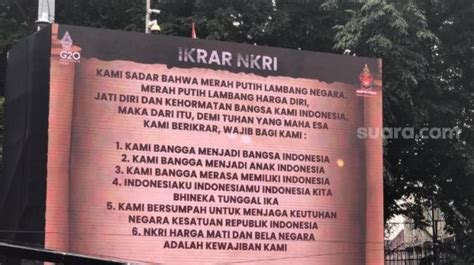 G20
IKRAR NKRI
KAMI SADAR BAHWA MERAH PUTIH LAMBANG NEGARA.
MERAH PUTIH LAMBANG HARGA DIRI,
JATI DIRI DAN KEHORMATAN BANGSA KAMI INDONESIA.
MAKA DARI ITU, DEMI TUHAN YANG MAHA ESA
KAMI BERIKRAR, WAJIB BAGI KAMI :
suara.com
1. KAMI BANGGA MENJADI BANGSA INDONESIA
2. KAMI BANGGA MENJADI ANAK INDONESIA
3. KAMI BANGGA MERASA MEMILIKI INDONESIA
4. INDONESIAKU INDONESIAMU INDONESIA KITA
BHINEKA TUNGGAL IKA
5. KAMI BERSUMPAH UNTUK MENJAGA KEUTUHAN
NEGARA KESATUAN REPUBLIK INDONESIA
6. NKRI HARGA MATI DAN BELA NEGARA
ADALAH KEWAJIBAN KAMI